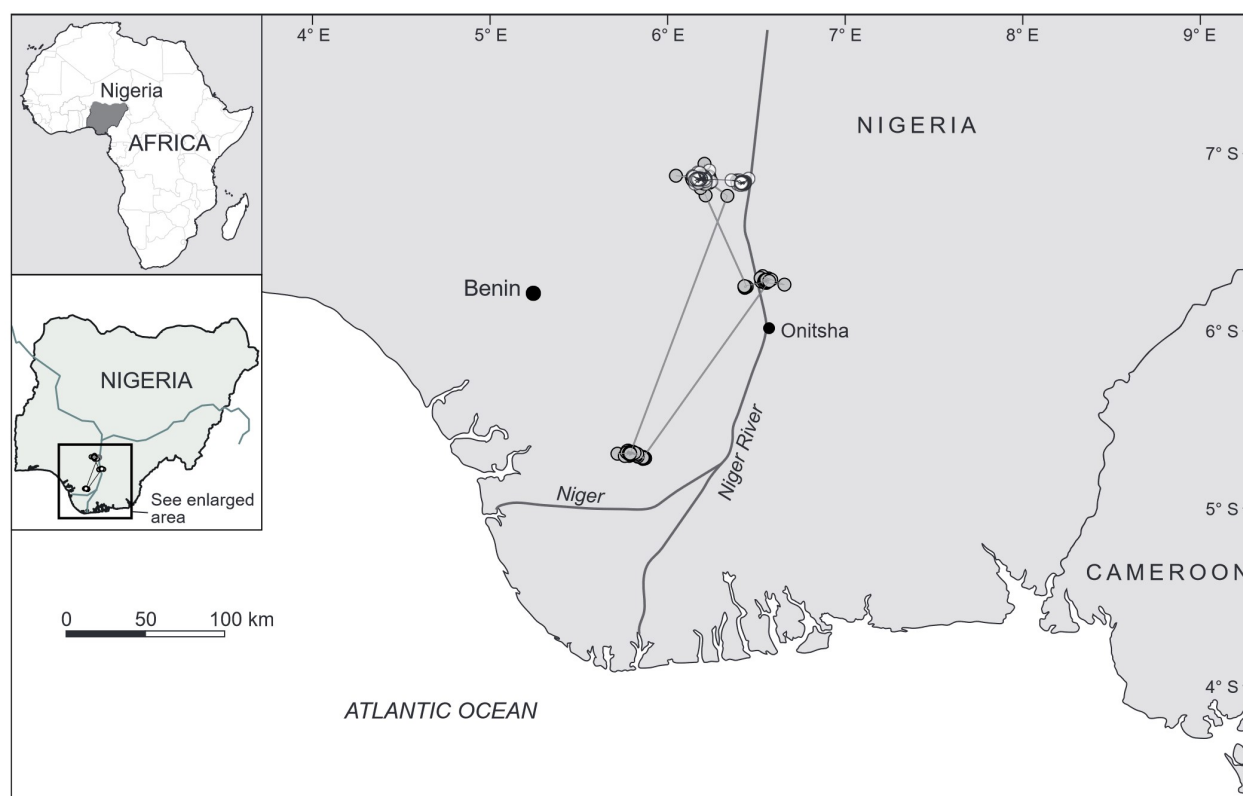 4° E
5° E
6° E
7° E
8° E
9° E
Nigeria
AFRICA
NIGERIA
7° S
Benin
Onitsha
6° S
NIGERIA
See enlarged
area
Niger River
Niger
5° S
CAMEROON
0
50
100 km
4° S
ATLANTIC OCEAN